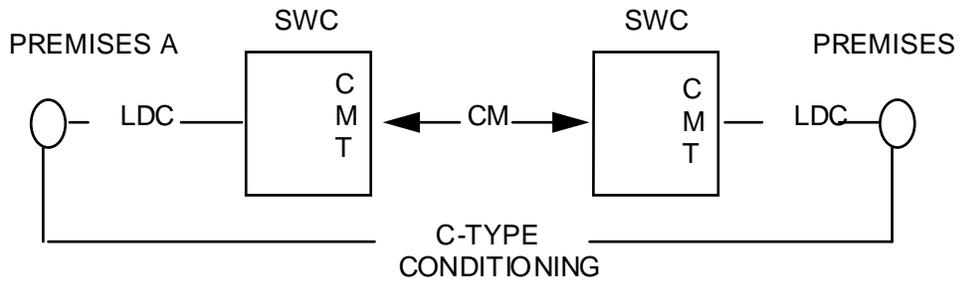 SWC
SWC
PREMISES A
PREMISES
LDC
C
M
T
CM
C
M
T
LDC
C-TYPE
CONDITIONING